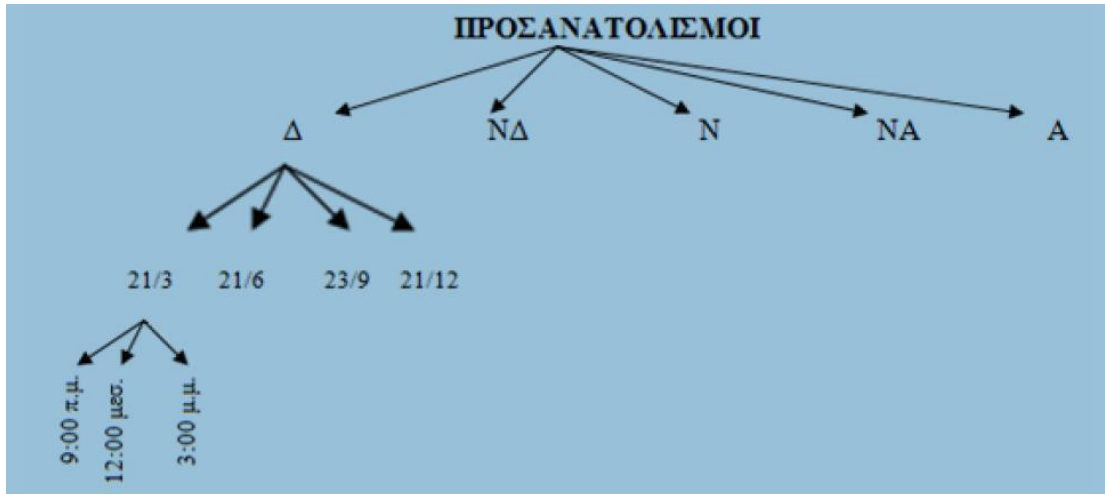 ΠΡΟΣΑΝΑΤΟΛΙΣΜΟΙ
Δ ΝΔ Ν ΝΑ Α
21/3 21/6 23/9 21/12
9:00 π.μ.
12:00 μεσ.
3:00 μ.μ.